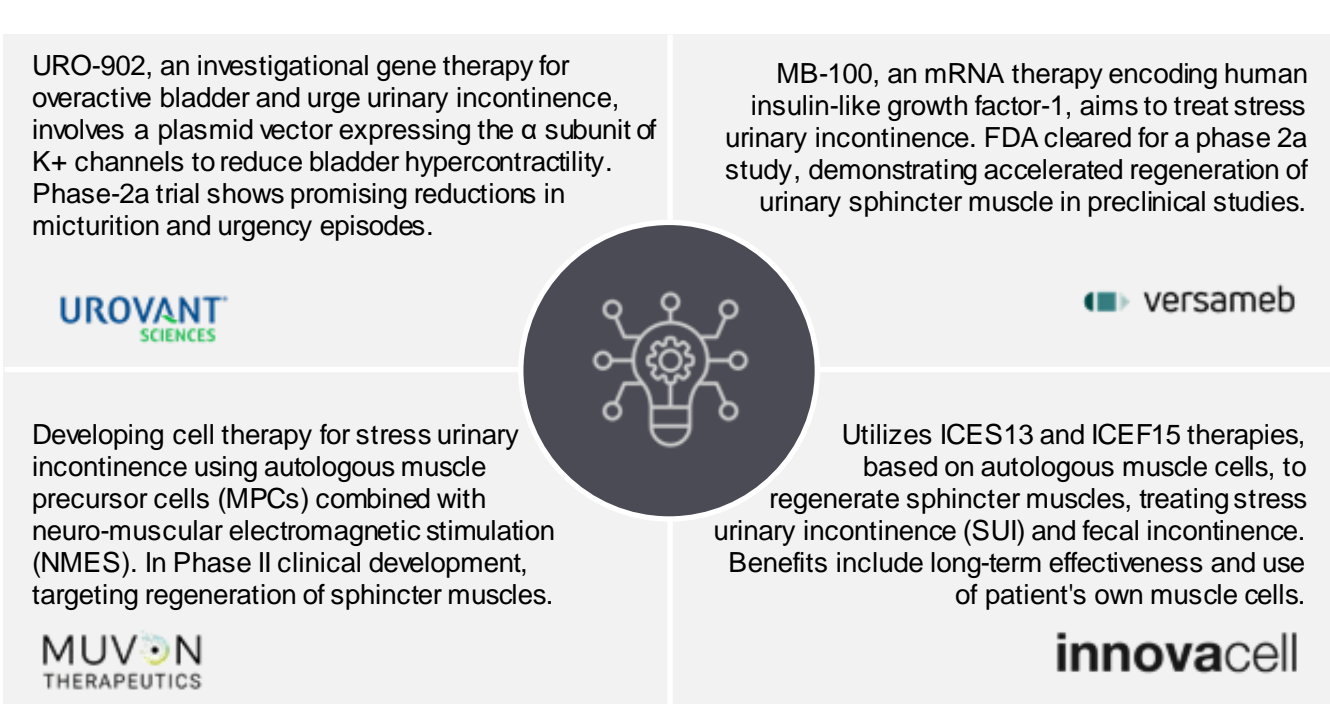 URO-902, an investigational gene therapy for
overactive bladder and urge urinary incontinence,
involves a plasmid vector expressing the α subunit of
K+ channels to reduce bladder hypercontractility.
Phase-2a trial shows promising reductions in
micturition and urgency episodes.
UROVANT
SCIENCES
MB-100, an mRNA therapy encoding human
insulin-like growth factor-1, aims to treat stress
urinary incontinence. FDA cleared for a phase 2a
study, demonstrating accelerated regeneration of
urinary sphincter muscle in preclinical studies.
versameb
Developing cell therapy for stress urinary
incontinence using autologous muscle
precursor cells (MPCs) combined with
neuro-muscular electromagnetic stimulation
(NMES). In Phase II clinical development,
targeting regeneration of sphincter muscles.
MUVON
THERAPEUTICS
Utilizes ICES13 and ICEF15 therapies,
based on autologous muscle cells, to
regenerate sphincter muscles, treating stress
urinary incontinence (SUI) and fecal incontinence.
Benefits include long-term effectiveness and use
of patient's own muscle cells.
innovacell